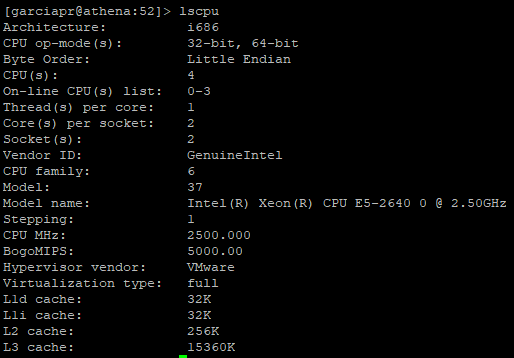 [garciapr@athena:52]> lscpu
Architecture:          i686
CPU op-mode(s):        32-bit, 64-bit
Byte Order:            Little Endian
CPU(s):                4
On-line CPU(s) list:   0-3
Thread(s) per core:    1
Core(s) per socket:    2
Socket(s):             2
Vendor ID:             GenuineIntel
CPU family:            6
Model:                 37
Model name:            Intel(R) Xeon(R) CPU E5-2640 0 @ 2.50GHz
Stepping:              1
CPU MHz:               2500.000
BogoMIPS:              5000.00
Hypervisor vendor:     VMware
Virtualization type:   full
L1d cache:             32K
L1i cache:             32K
L2 cache:              256K
L3 cache:              15360K